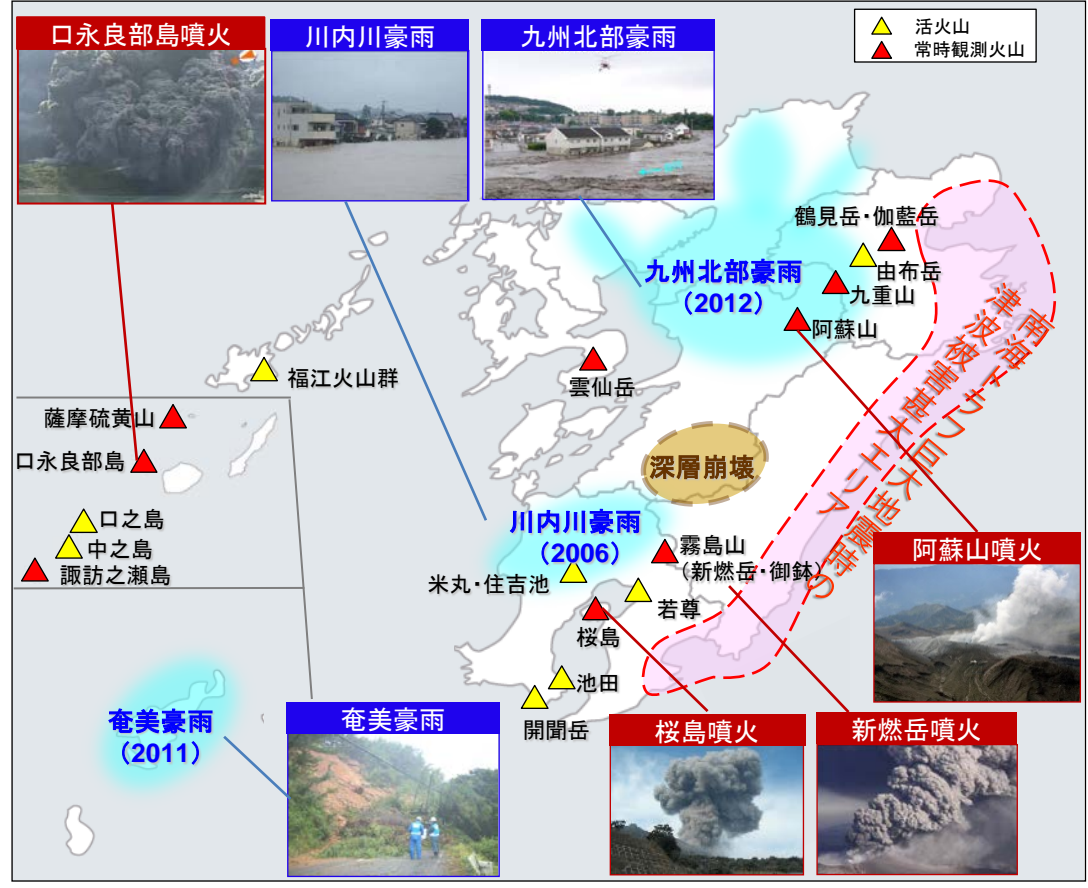 口永良部島噴火
川内川豪雨
九州北部豪雨
活火山
常時観測火山
鶴見岳・伽藍岳
由布岳
九重山
阿蘇山
九州北部豪雨
（2012）
南海トラフ巨大地震時の
津波被害甚大エリア
雲仙岳
福江火山群
薩摩硫黄山
口永良部島
口之島
中之島
諏訪之瀬島
深層崩壊
川内川豪雨
（2006）
霧島山
（新燃岳・御鉢）
米丸・住吉池
若尊
桜島
池田
開聞岳
阿蘇山噴火
奄美豪雨
（2011）
奄美豪雨
桜島噴火
新燃岳噴火